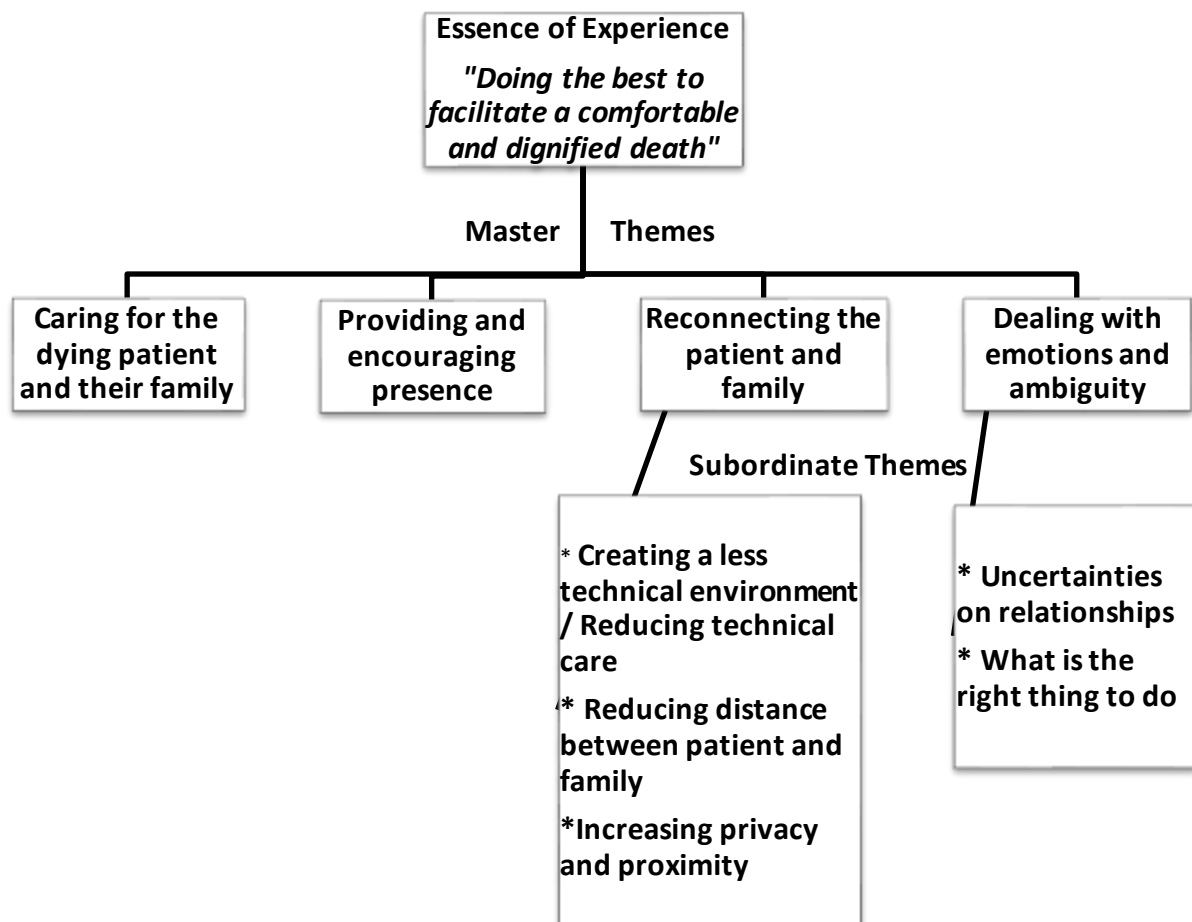 Essence of Experience
"Doing the best to
facilitate a comfortable
and dignified death"
Master Themes
Caring for the
dying patient
and their family
Providing and
encouraging
presence
Reconnecting the
patient and
family
Dealing with
emotions and
ambiguity
Subordinate Themes
* Creating a less
technical environment
/ Reducing technical
care
* Reducing distance
between patient and
family
*Increasing privacy
and proximity
* Uncertainties
on relationships
* What is the
right thing to do